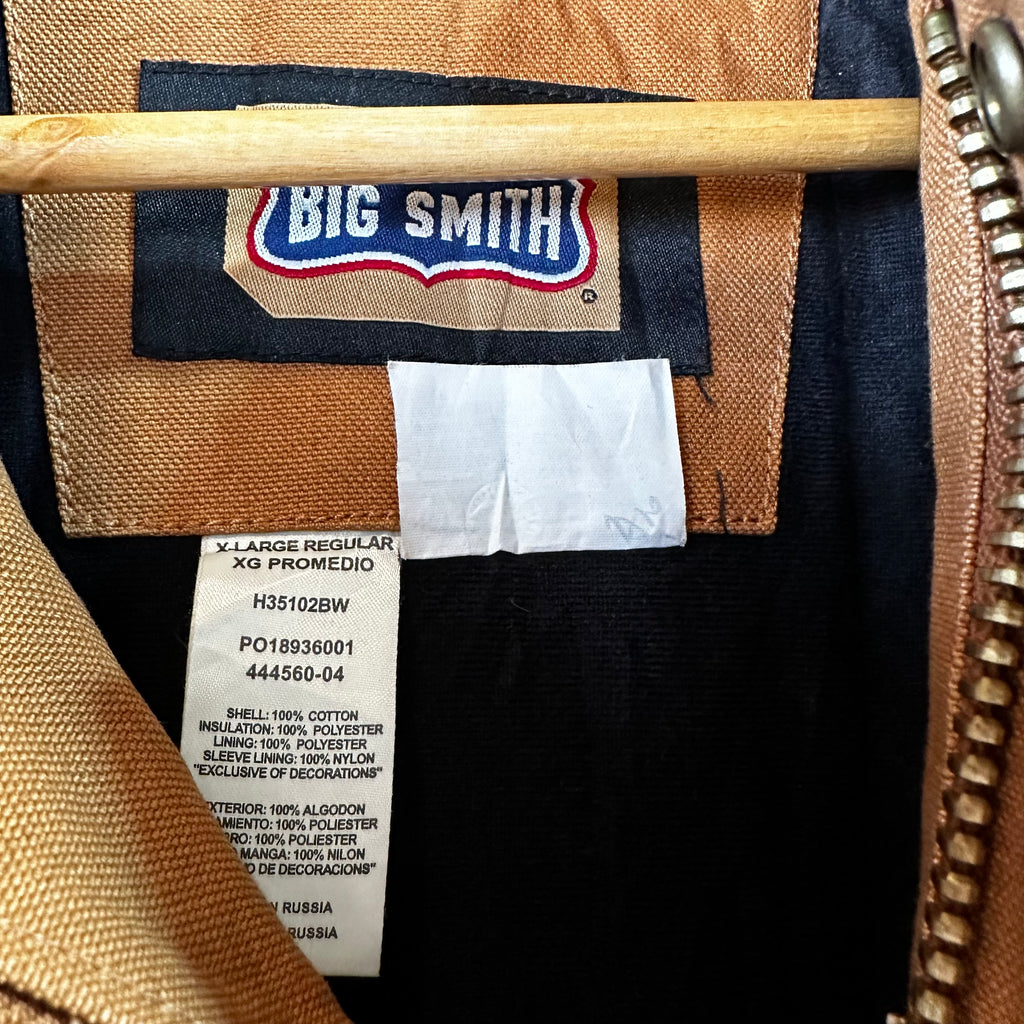 BIG SMITH
®
X-LARGE REGULAR
XG PROMEDIO
H35102BW
PO18936001
444560-04
SHELL: 100% COTTON
INSULATION: 100% POLYESTER
LINING: 100% POLYESTER
SLEEVE LINING: 100% NYLON
"EXCLUSIVE OF DECORATIONS"
XTERIOR: 100% ALGODON
AMIENTO: 100% POLIESTER
RO: 100% POLIESTER
MANGA: 100% NILON
O DE DECORACIONS"
RUSSIA
RUSSIA